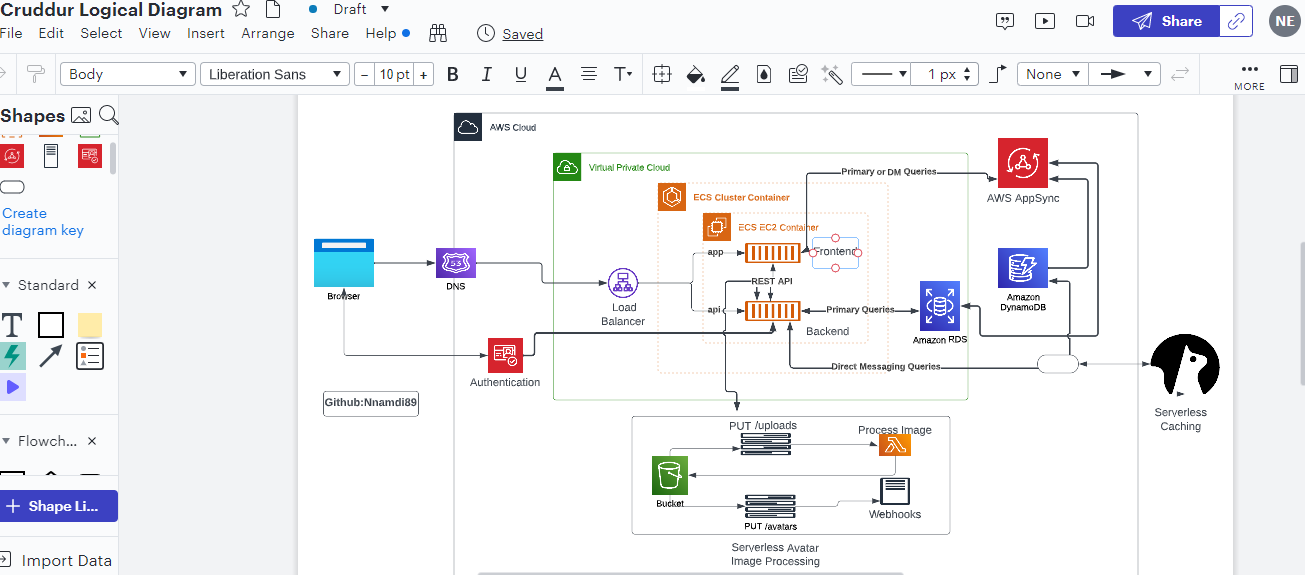 Cruddur Logical Diagram
Draft
File Edit Select View Insert Arrange Share Help
Saved
Share
NE
Body
Liberation Sans
– 10 pt +
B I U A T
1 px
None
MORE
Shapes
Create
diagram key
Standard
T
Flowch...
+ Shape Li...
Import Data
AWS Cloud
Virtual Private Cloud
ECS Cluster Container
ECS EC2 Container
Primary or DM Queries
AWS AppSync
app
Frontend
REST API
api
Primary Queries
Backend
Direct Messaging Queries
Browser
53
DNS
Load
Balancer
Authentication
Amazon
DynamoDB
Amazon RDS
Serverless
Caching
Github:Nnamdi89
PUT /uploads
Process Image
Bucket
Webhooks
PUT /avatars
Serverless Avatar
Image Processing